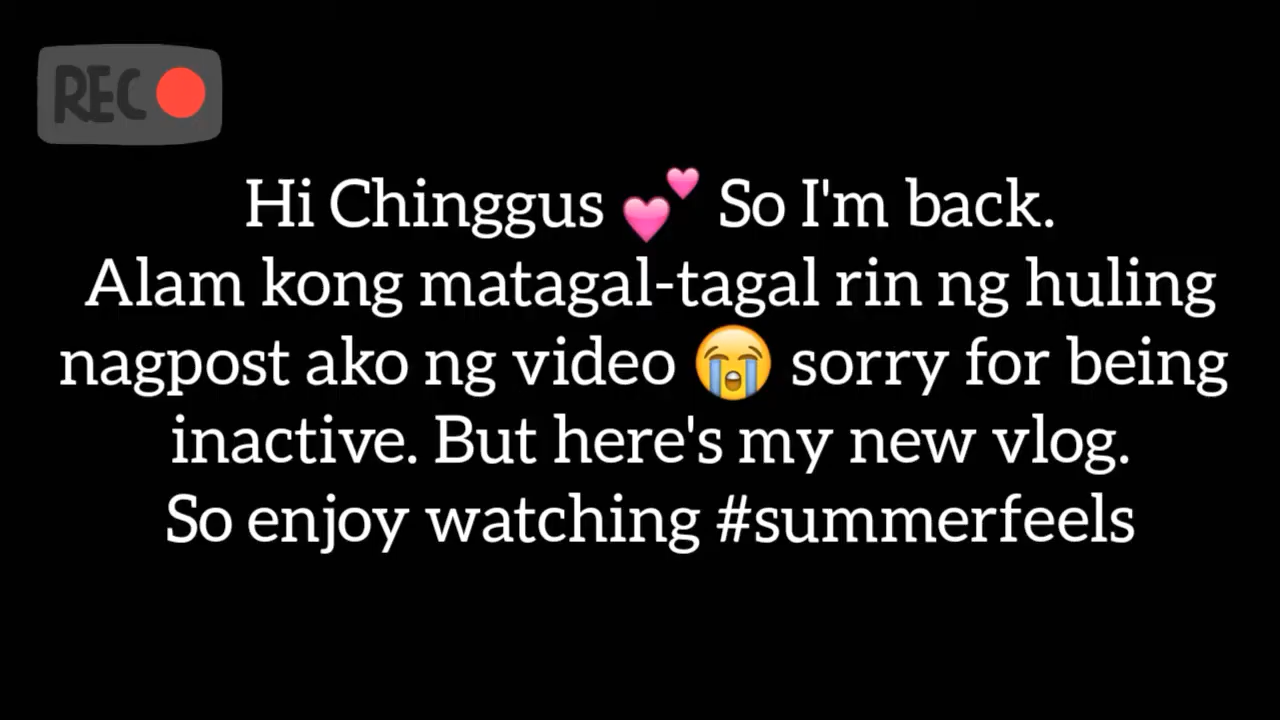 REC
Hi Chinggus 💕 So I'm back.
Alam kong matagal-tagal rin ng huling
nagpost ako ng video 😭 sorry for being
inactive. But here's my new vlog.
So enjoy watching #summerfeels